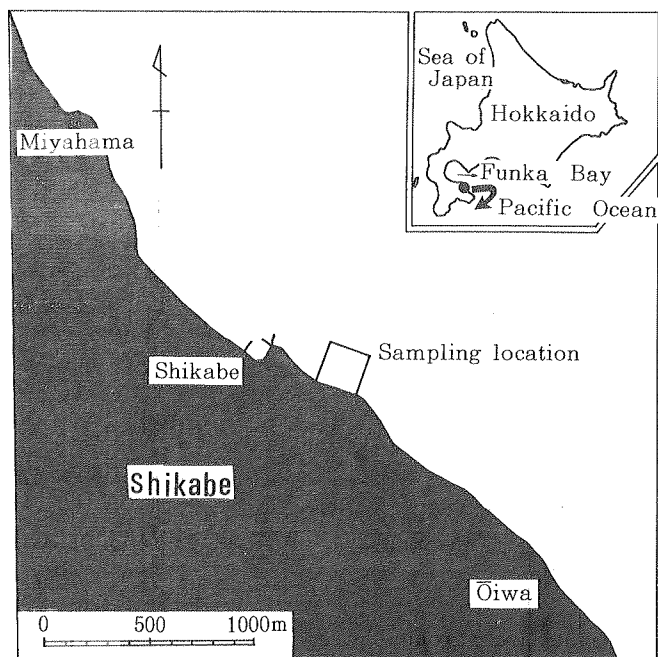 Sea of
Japan
Hokkaido
Funka Bay
Pacific Ocean
Miyahama
Shikabe
Sampling location
Shikabe
Ōiwa
0 500 1000m